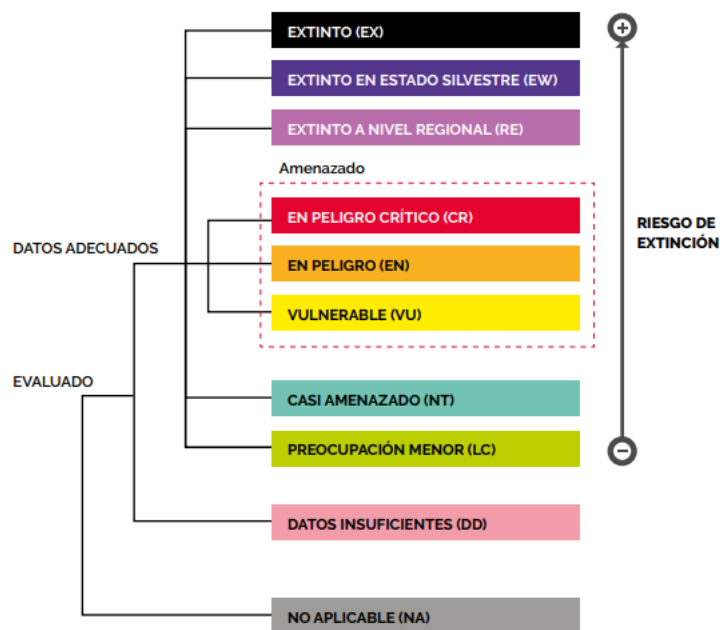 EXTINTO (EX)
EXTINTO EN ESTADO SILVESTRE (EW)
EXTINTO A NIVEL REGIONAL (RE)
Amenazado
EN PELIGRO CRÍTICO (CR)
EN PELIGRO (EN)
VULNERABLE (VU)
CASI AMENAZADO (NT)
PREOCUPACIÓN MENOR (LC)
DATOS INSUFICIENTES (DD)
NO APLICABLE (NA)
DATOS ADECUADOS
EVALUADO
RIESGO DE
EXTINCIÓN
+
−